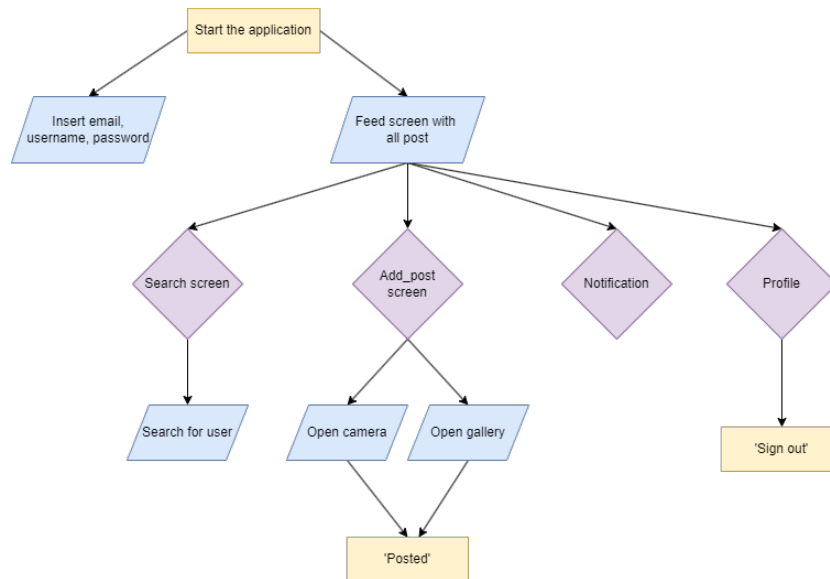 Start the application
Insert email,
username, password
Feed screen with
all post
Search screen
Add_post
screen
Notification
Profile
Search for user
Open camera
Open gallery
'Sign out'
'Posted'